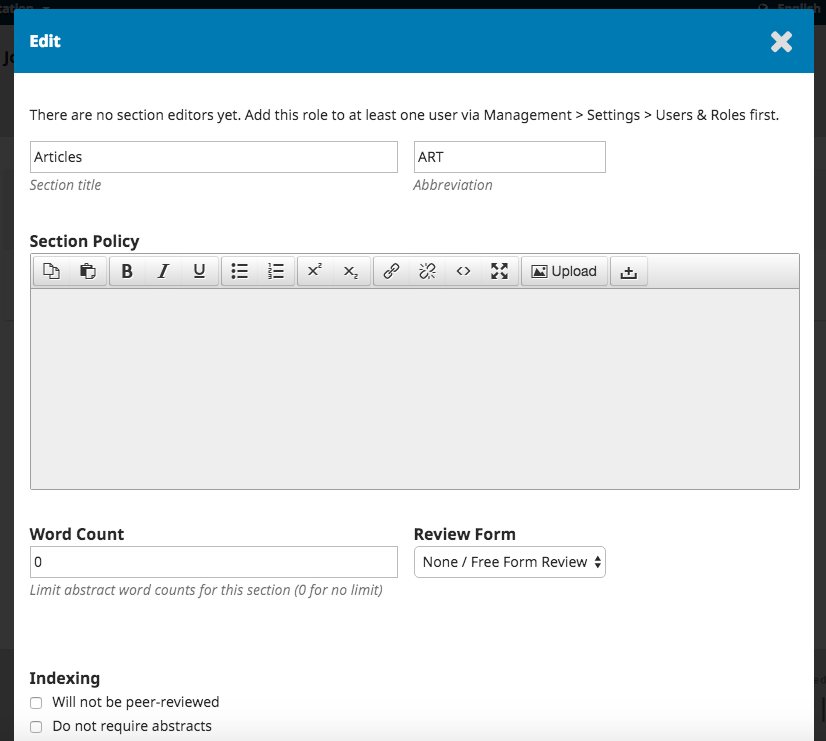 English
Edit
There are no section editors yet. Add this role to at least one user via Management > Settings > Users & Roles first.
Articles ART
Section title Abbreviation
Section Policy
B I U x² x₂ <> Upload
Word Count Review Form
0 None / Free Form Review
Limit abstract word counts for this section (0 for no limit)
Indexing
Will not be peer-reviewed
Do not require abstracts